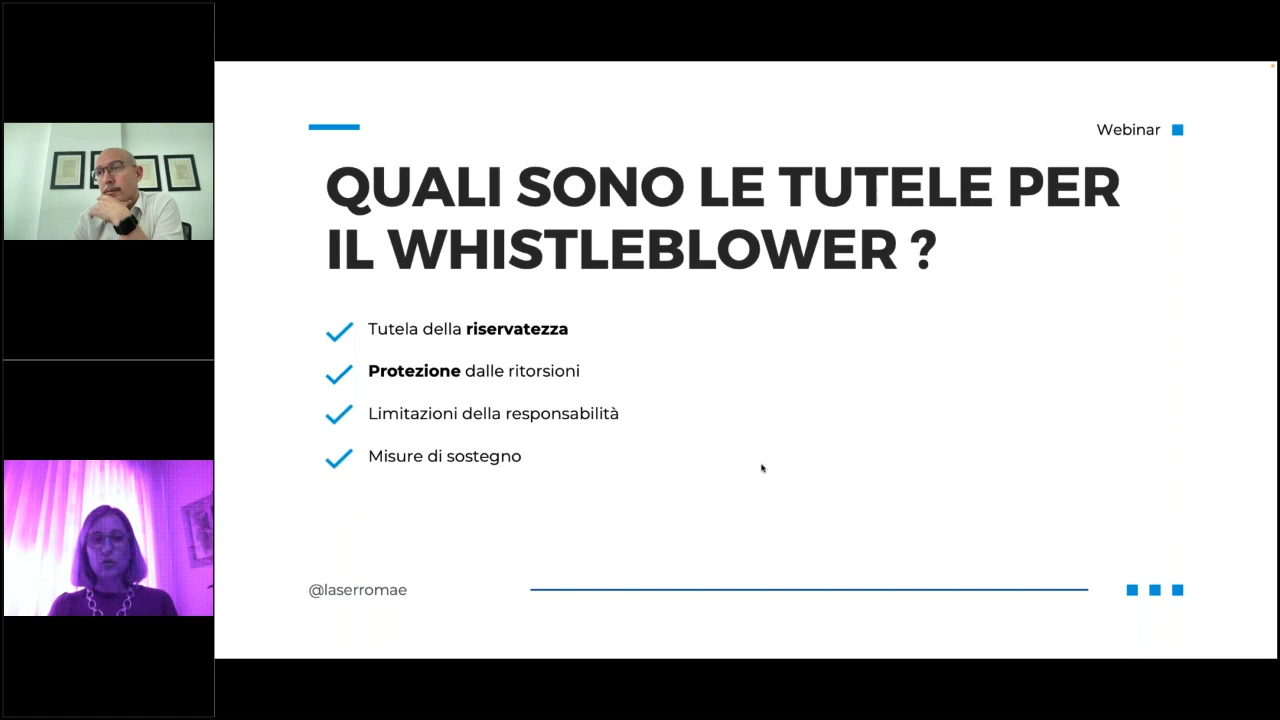 Webinar
QUALI SONO LE TUTELE PER
IL WHISTLEBLOWER ?
Tutela della riservatezza
Protezione dalle ritorsioni
Limitazioni della responsabilità
Misure di sostegno
@laserromae